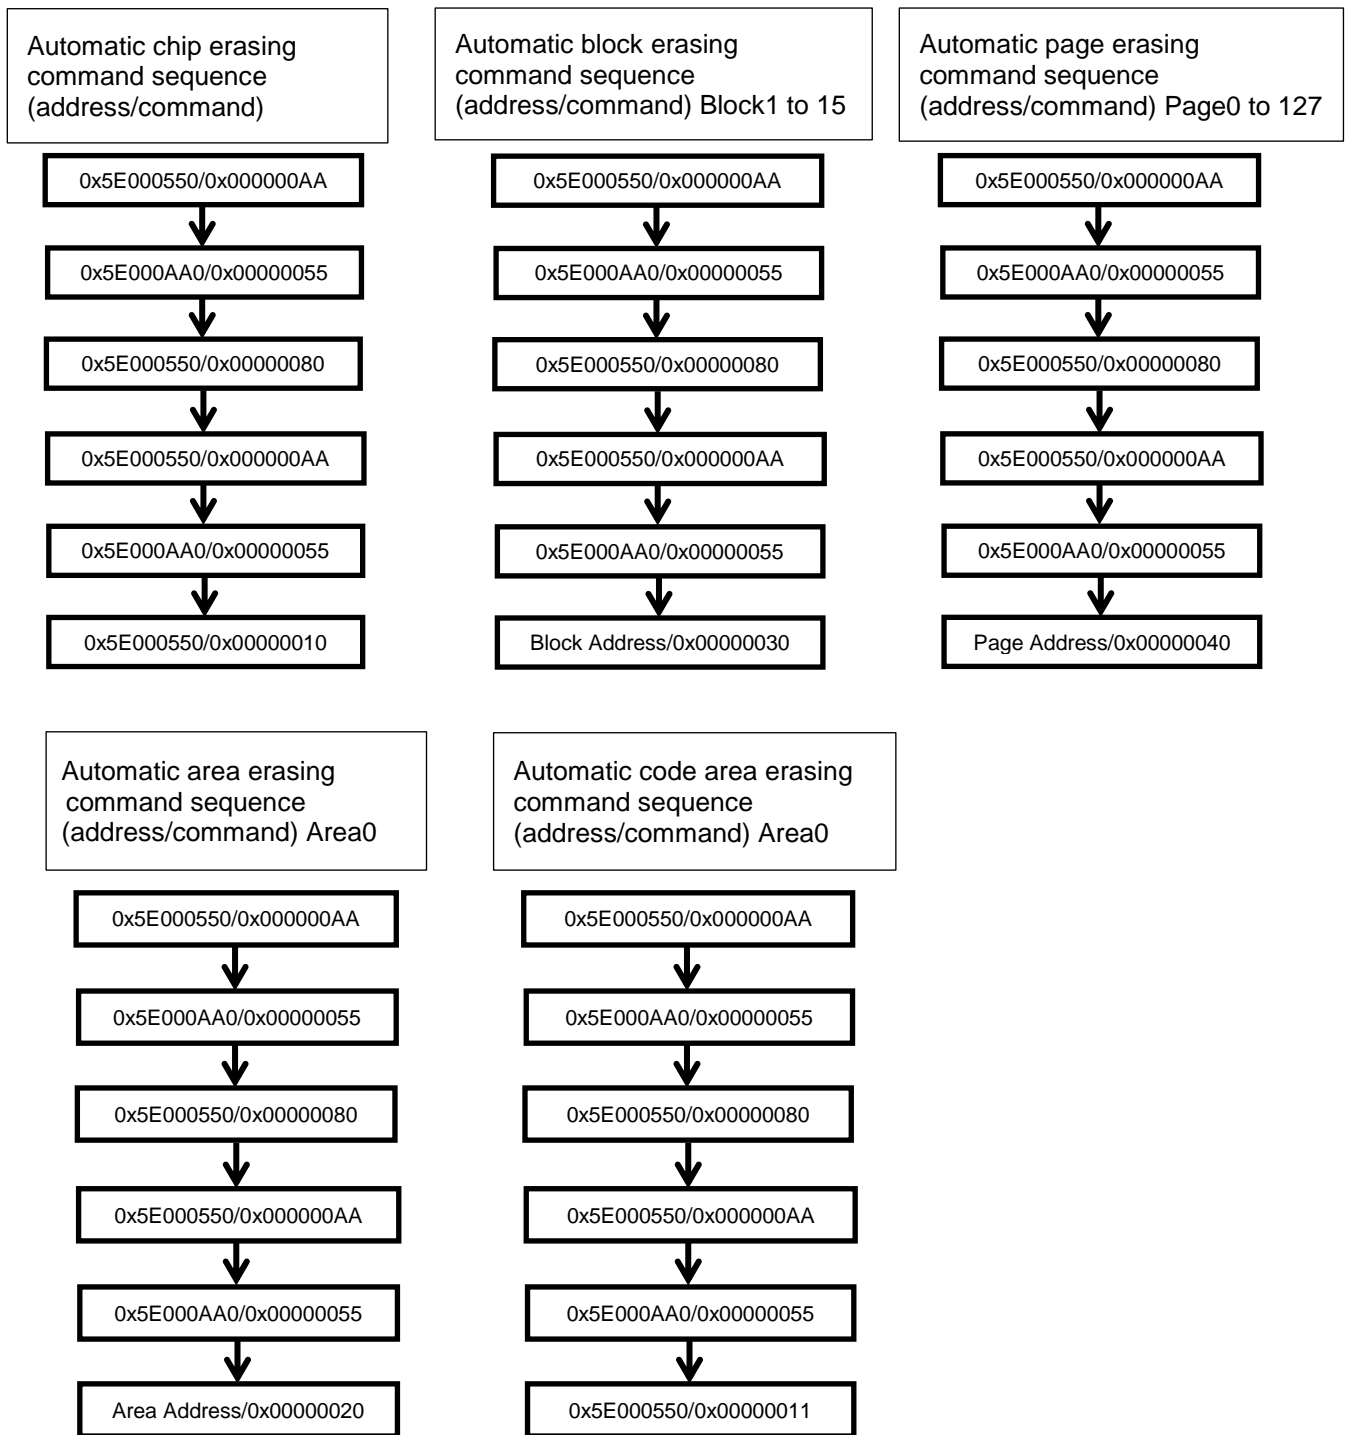 Automatic chip erasing
command sequence
(address/command)
0x5E000550/0x000000AA
0x5E000AA0/0x00000055
0x5E000550/0x00000080
0x5E000550/0x000000AA
0x5E000AA0/0x00000055
0x5E000550/0x00000010
Automatic block erasing
command sequence
(address/command) Block1 to 15
0x5E000550/0x000000AA
0x5E000AA0/0x00000055
0x5E000550/0x00000080
0x5E000550/0x000000AA
0x5E000AA0/0x00000055
Block Address/0x00000030
Automatic page erasing
command sequence
(address/command) Page0 to 127
0x5E000550/0x000000AA
0x5E000AA0/0x00000055
0x5E000550/0x00000080
0x5E000550/0x000000AA
0x5E000AA0/0x00000055
Page Address/0x00000040
Automatic area erasing
command sequence
(address/command) Area0
0x5E000550/0x000000AA
0x5E000AA0/0x00000055
0x5E000550/0x00000080
0x5E000550/0x000000AA
0x5E000AA0/0x00000055
Area Address/0x00000020
Automatic code area erasing
command sequence
(address/command) Area0
0x5E000550/0x000000AA
0x5E000AA0/0x00000055
0x5E000550/0x00000080
0x5E000550/0x000000AA
0x5E000AA0/0x00000055
0x5E000550/0x00000011